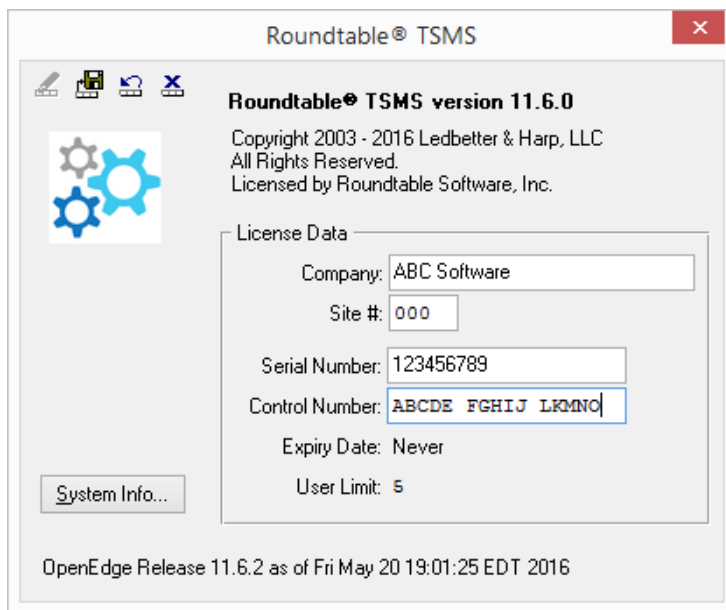 Roundtable® TSMS
Roundtable® TSMS version 11.6.0
Copyright 2003 - 2016 Ledbetter & Harp, LLC
All Rights Reserved.
Licensed by Roundtable Software, Inc.
License Data
Company: ABC Software
Site #: 000
Serial Number: 123456789
Control Number: ABCDE FGHIJ LKMNO
Expiry Date: Never
User Limit: 5
System Info...
OpenEdge Release 11.6.2 as of Fri May 20 19:01:25 EDT 2016